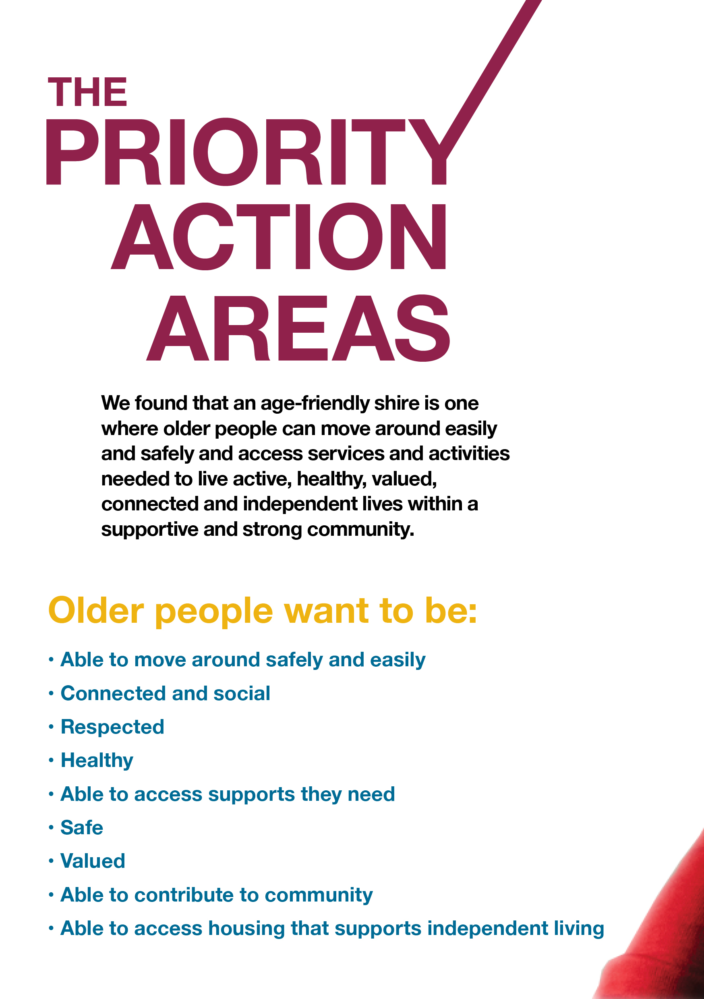 THE
PRIORITY
ACTION
AREAS
We found that an age-friendly shire is one
where older people can move around easily
and safely and access services and activities
needed to live active, healthy, valued,
connected and independent lives within a
supportive and strong community.
Older people want to be:
• Able to move around safely and easily
• Connected and social
• Respected
• Healthy
• Able to access supports they need
• Safe
• Valued
• Able to contribute to community
• Able to access housing that supports independent living